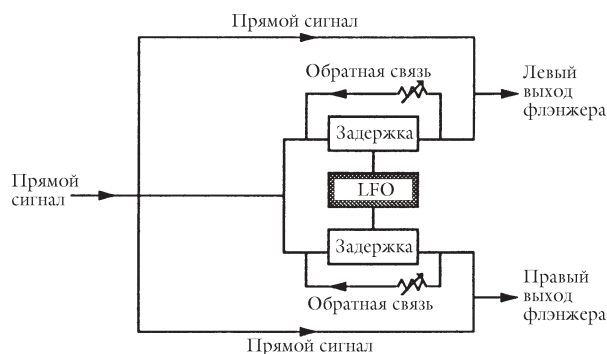 Прямой сигнал
Обратная связь
Левый
выход
флэнжера
Задержка
Прямой
сигнал
LFO
Задержка
Обратная связь
Правый
выход
флэнжера
Прямой сигнал